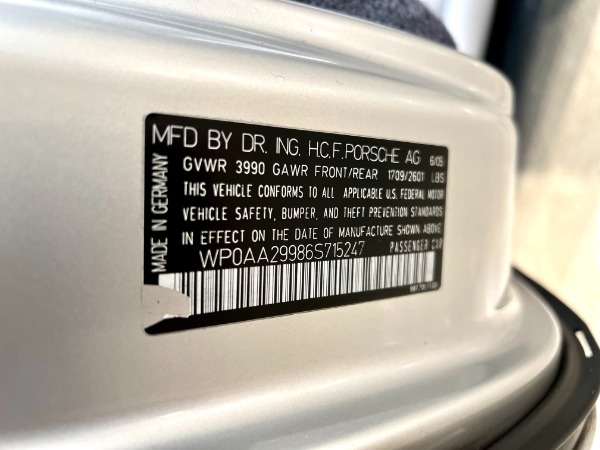 MFD BY DR. ING. H.C.F. PORSCHE AG 6/05
GVWR 3990 GAWR FRONT/REAR 1709/2601 LBS
THIS VEHICLE CONFORMS TO ALL APPLICABLE U.S. FEDERAL MOTOR
VEHICLE SAFETY, BUMPER, AND THEFT PREVENTION STANDARDS
IN EFFECT ON THE DATE OF MANUFACTURE SHOWN ABOVE
WP0AA29986S715247 PASSENGER CAR
MADE IN GERMANY